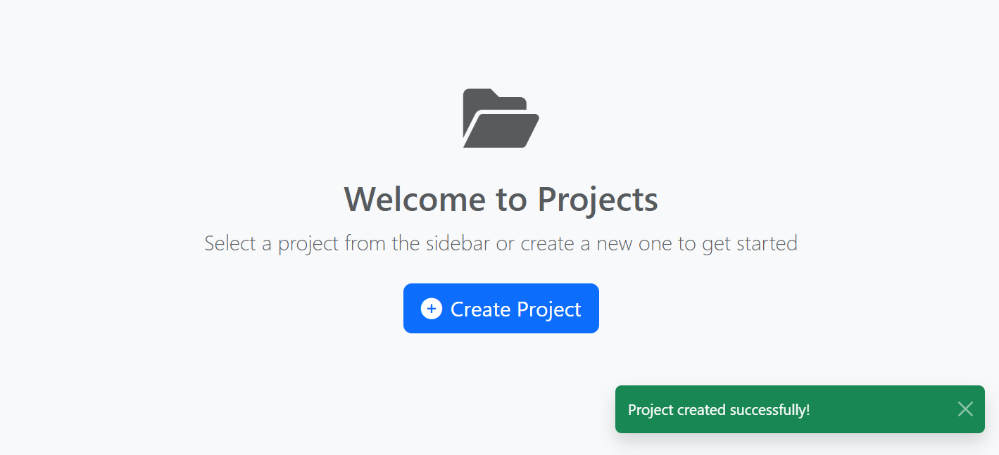 Welcome to Projects
Select a project from the sidebar or create a new one to get started
Create Project
Project created successfully!